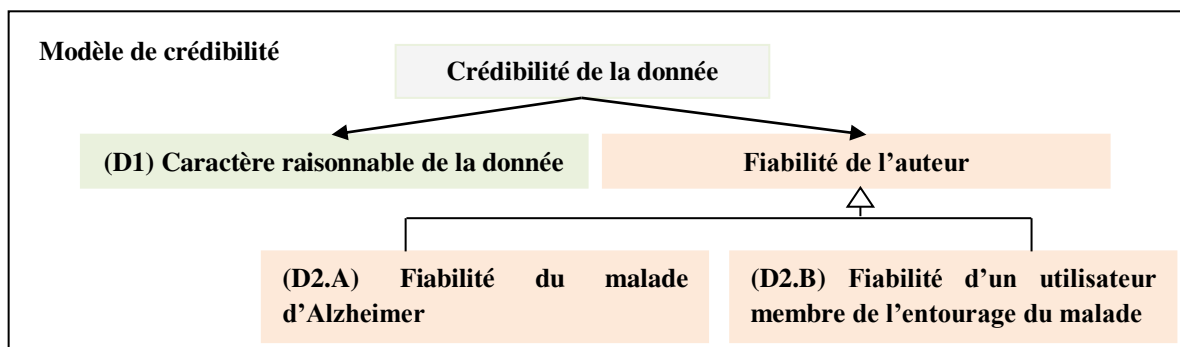 Modèle de crédibilité
Crédibilité de la donnée
(D1) Caractère raisonnable de la donnée
Fiabilité de l’auteur
(D2.A) Fiabilité du malade
d’Alzheimer
(D2.B) Fiabilité d’un utilisateur
membre de l’entourage du malade